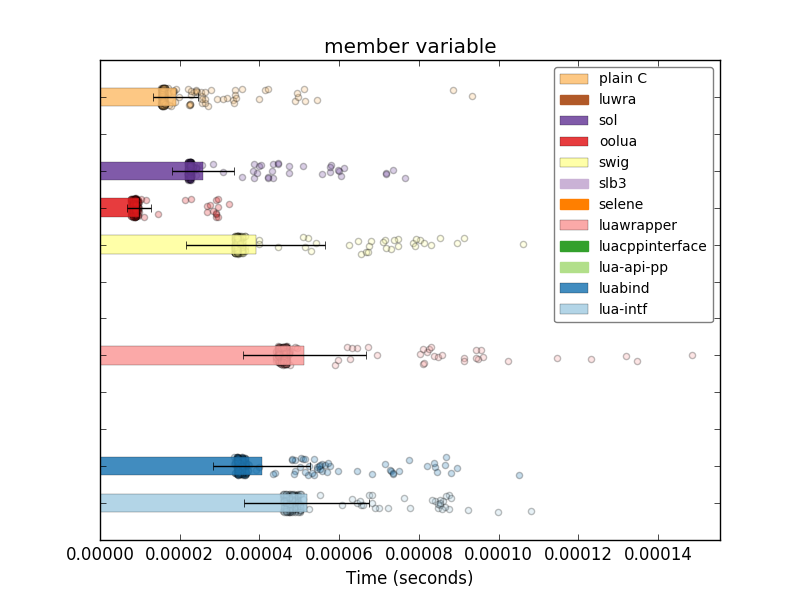 member variable
plain C
luwra
sol
oolua
swig
slb3
selene
luawrapper
luacppinterface
lua-api-pp
luabind
lua-intf
0.00000 0.00002 0.00004 0.00006 0.00008 0.00010 0.00012 0.00014
Time (seconds)